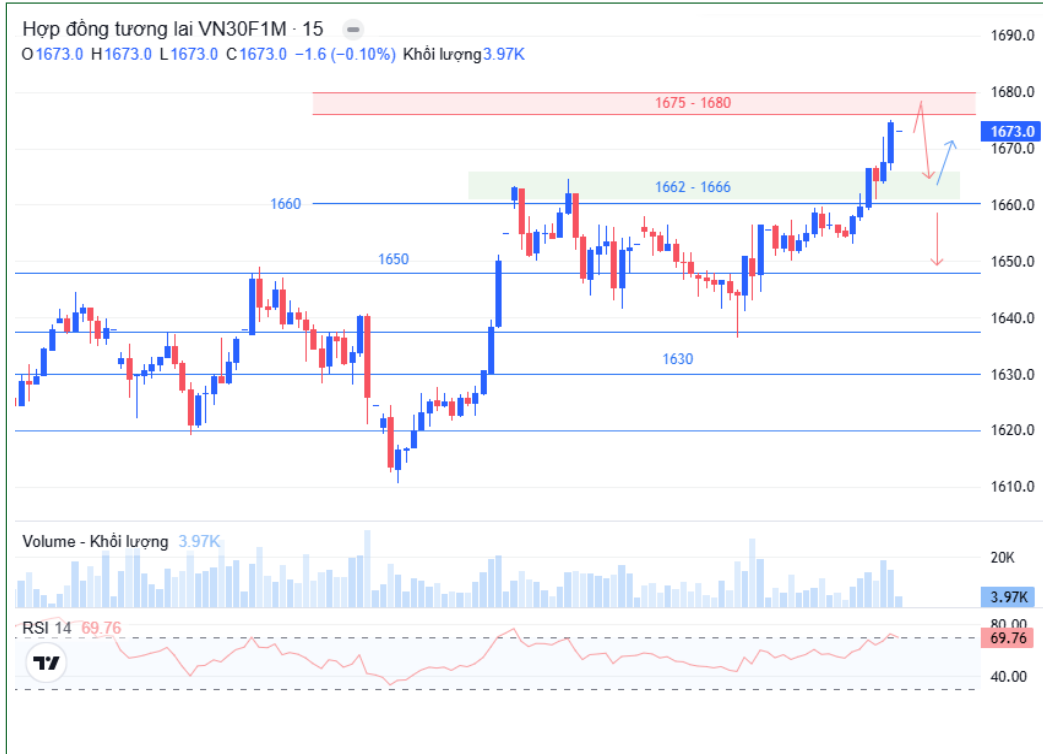 Hợp đồng tương lai VN30F1M · 15
O1673.0 H1673.0 L1673.0 C1673.0 −1.6 (−0.10%) Khối lượng3.97K
1690.0
1680.0
1675 - 1680
1673.0
1670.0
1662 - 1666
1660
1660.0
1650
1650.0
1640.0
1630
1630.0
1620.0
1610.0
Volume - Khối lượng 3.97K
20K
3.97K
RSI 14 69.76
80.00
69.76
40.00